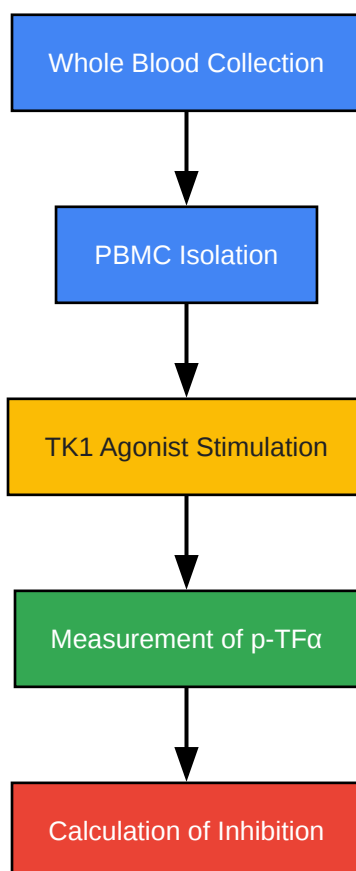 Whole Blood Collection
PBMC Isolation
TK1 Agonist Stimulation
Measurement of p-TFα
Calculation of Inhibition